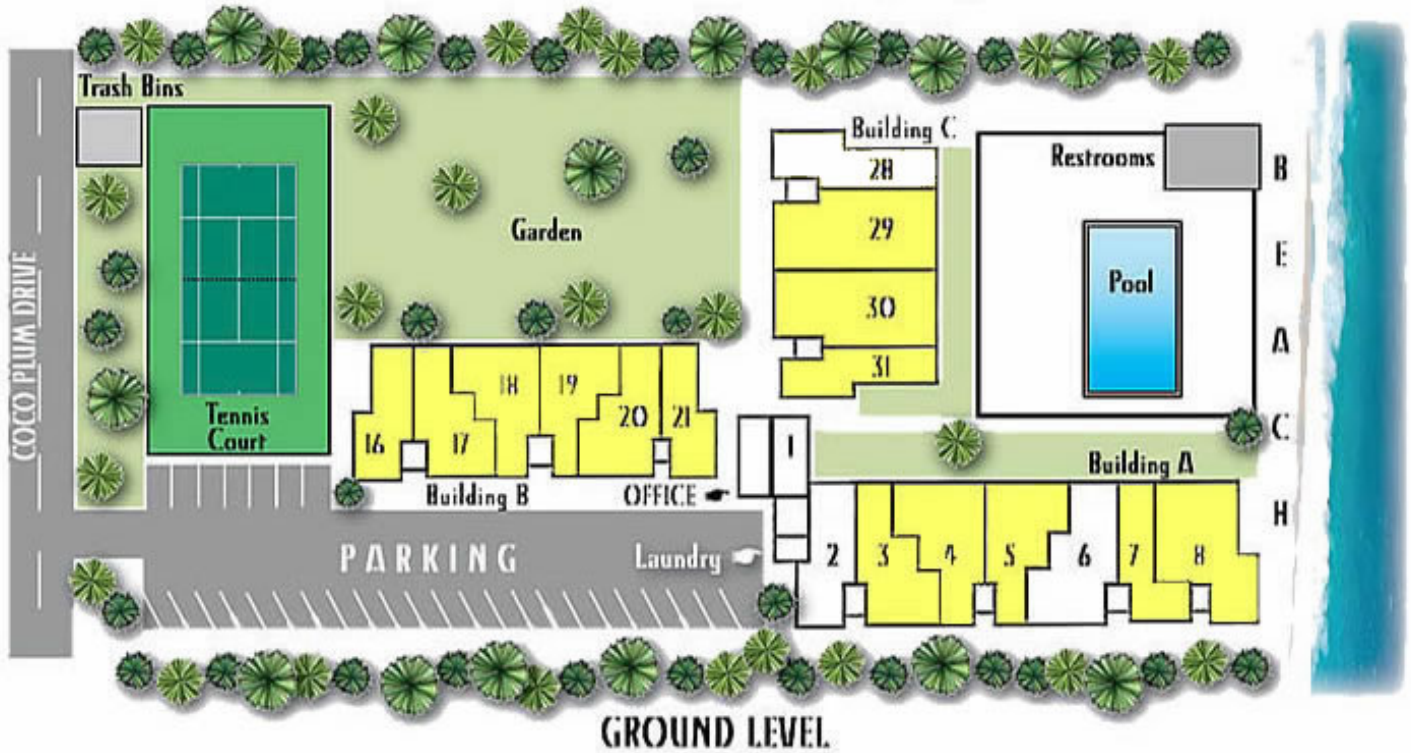 Trash Bins
Building C
28
Restrooms
B
E
A
C
H
29
Garden
Pool
30
COCO PLUM DRIVE
31
18
19
Tennis
Court
16
17
20
21
1
Building A
Building B
OFFICE
PARKING
Laundry
2
3
4
5
6
7
8
GROUND LEVEL